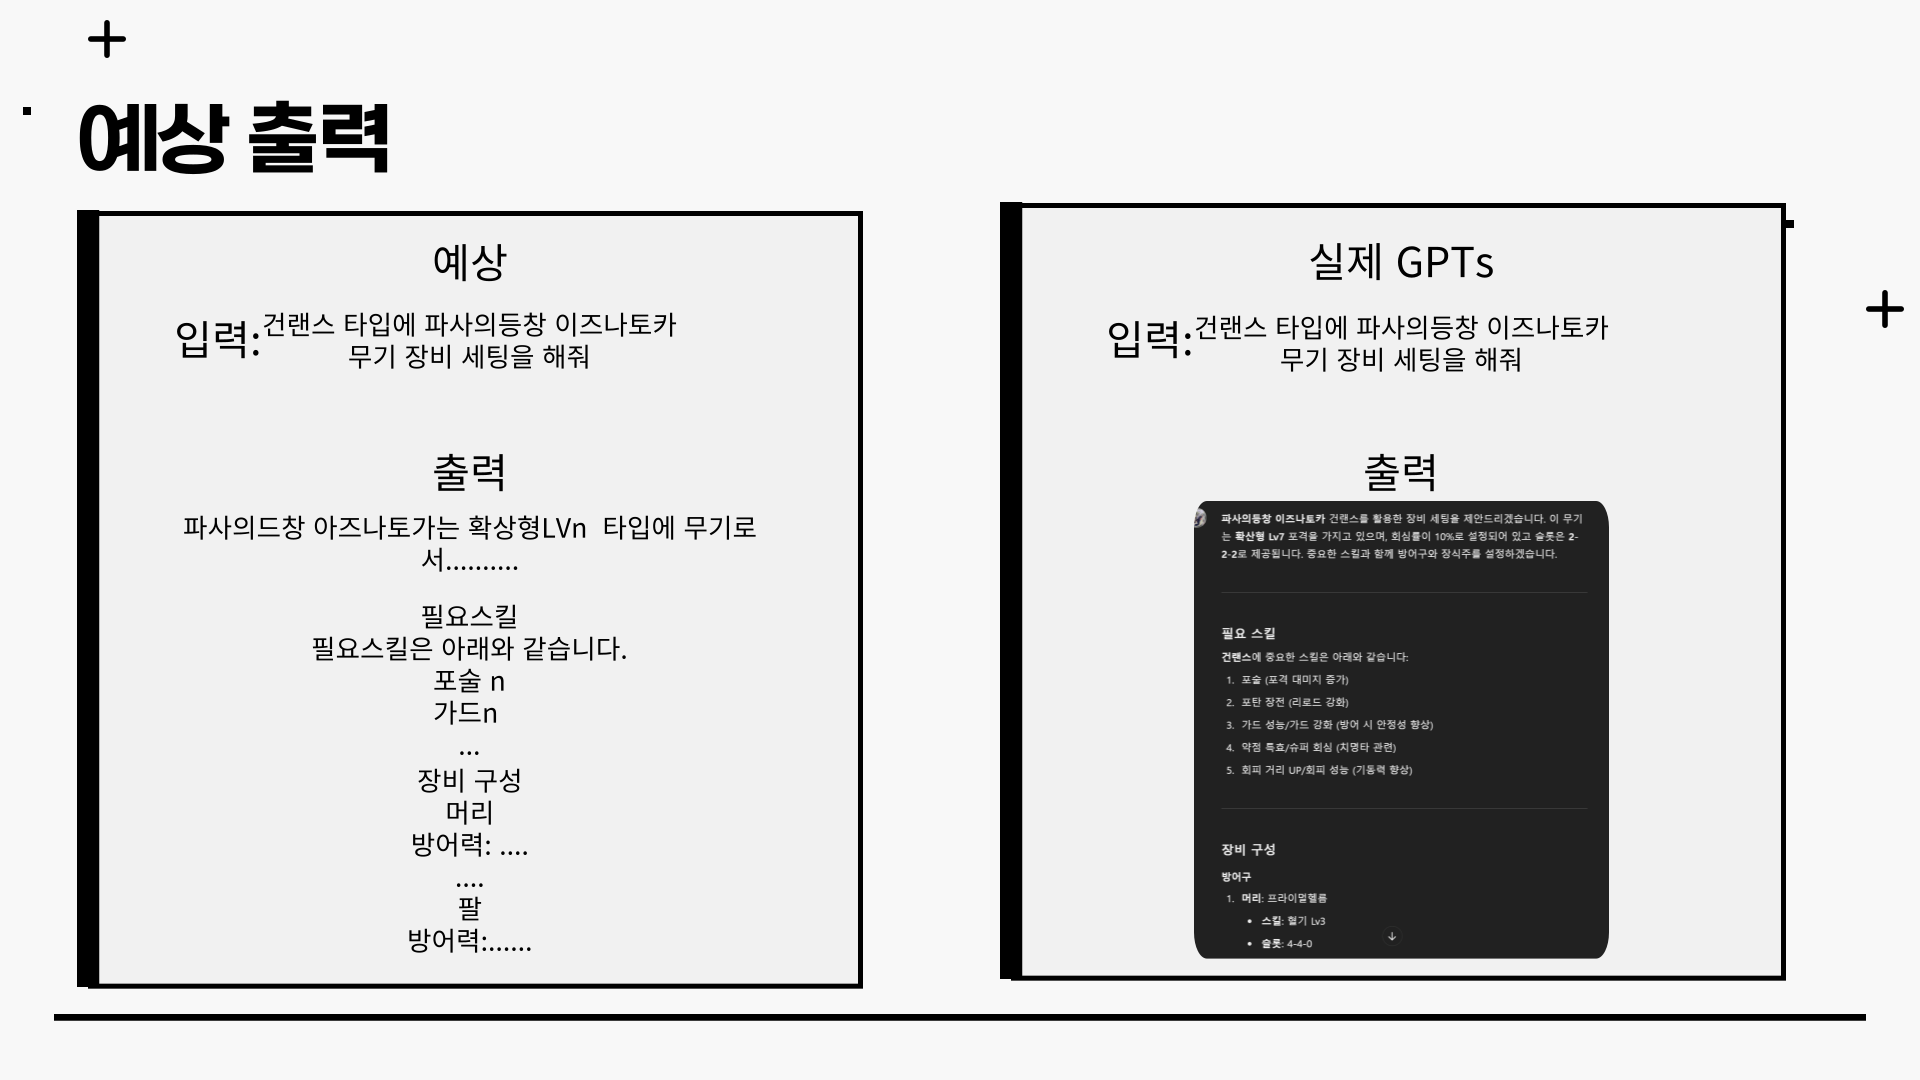 예상 출력
예상
입력:
건랜스 타입에 파사의등창 이즈나토카
무기 장비 세팅을 해줘
출력
파사의드창 아즈나토가는 확상형LVn 타입에 무기로
서..........
필요스킬
필요스킬은 아래와 같습니다.
포술 n
가드n
...
장비 구성
머리
방어력: ....
....
팔
방어력:......
실제 GPTs
입력:
건랜스 타입에 파사의등창 이즈나토카
무기 장비 세팅을 해줘
출력
파사의등창 이즈나토카 건랜스를 활용한 장비 세팅을 제안드리겠습니다. 이 무기
는 확산형 Lv7 포격을 가지고 있으며, 회심률이 10%로 설정되어 있고 슬롯은 2-
2-2로 제공됩니다. 중요한 스킬과 함께 방어구와 장식주를 설정하겠습니다.
필요 스킬
건랜스에 중요한 스킬은 아래와 같습니다:
1. 포술 (포격 대미지 증가)
2. 포탄 장전 (리로드 강화)
3. 가드 성능/가드 강화 (방어 시 안정성 향상)
4. 약점 특효/슈퍼 회심 (치명타 관련)
5. 회피 거리 UP/회피 성능 (기동력 향상)
장비 구성
방어구
1. 머리: 프라이멀헬름
• 스킬: 혈기 Lv3
• 슬롯: 4-4-0